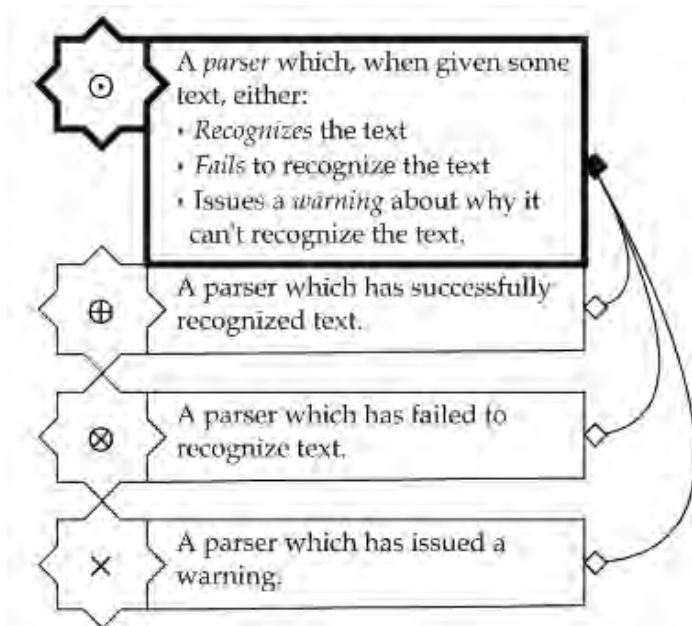 A parser which, when given some
text, either:
• Recognizes the text
• Fails to recognize the text
• Issues a warning about why it
can't recognize the text.
A parser which has successfully
recognized text.
A parser which has failed to
recognize text.
A parser which has issued a
warning.